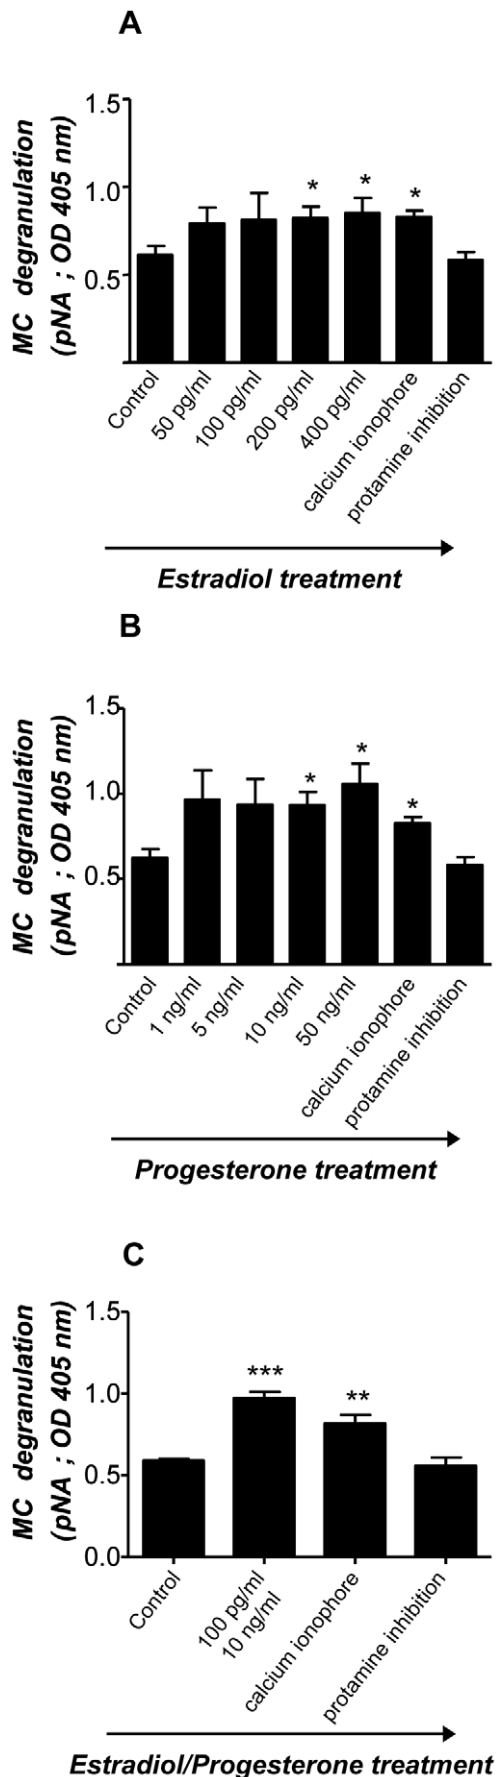 A
MC degranulation
(pNA ; OD 405 nm)
1.5
1.0
0.5
* * *
Control
50 pg/ml
100 pg/ml
200 pg/ml
400 pg/ml
calcium ionophore
protamine inhibition
Estradiol treatment
B
MC degranulation
(pNA ; OD 405 nm)
1.5
1.0
0.5
* * *
Control
1 ng/ml
5 ng/ml
10 ng/ml
50 ng/ml
calcium ionophore
protamine inhibition
Progesterone treatment
C
MC degranulation
(pNA ; OD 405 nm)
1.5
1.0
0.5
0.0
*** **
Control
100 pg/ml
10 ng/ml
calcium ionophore
protamine inhibition
Estradiol/Progesterone treatment